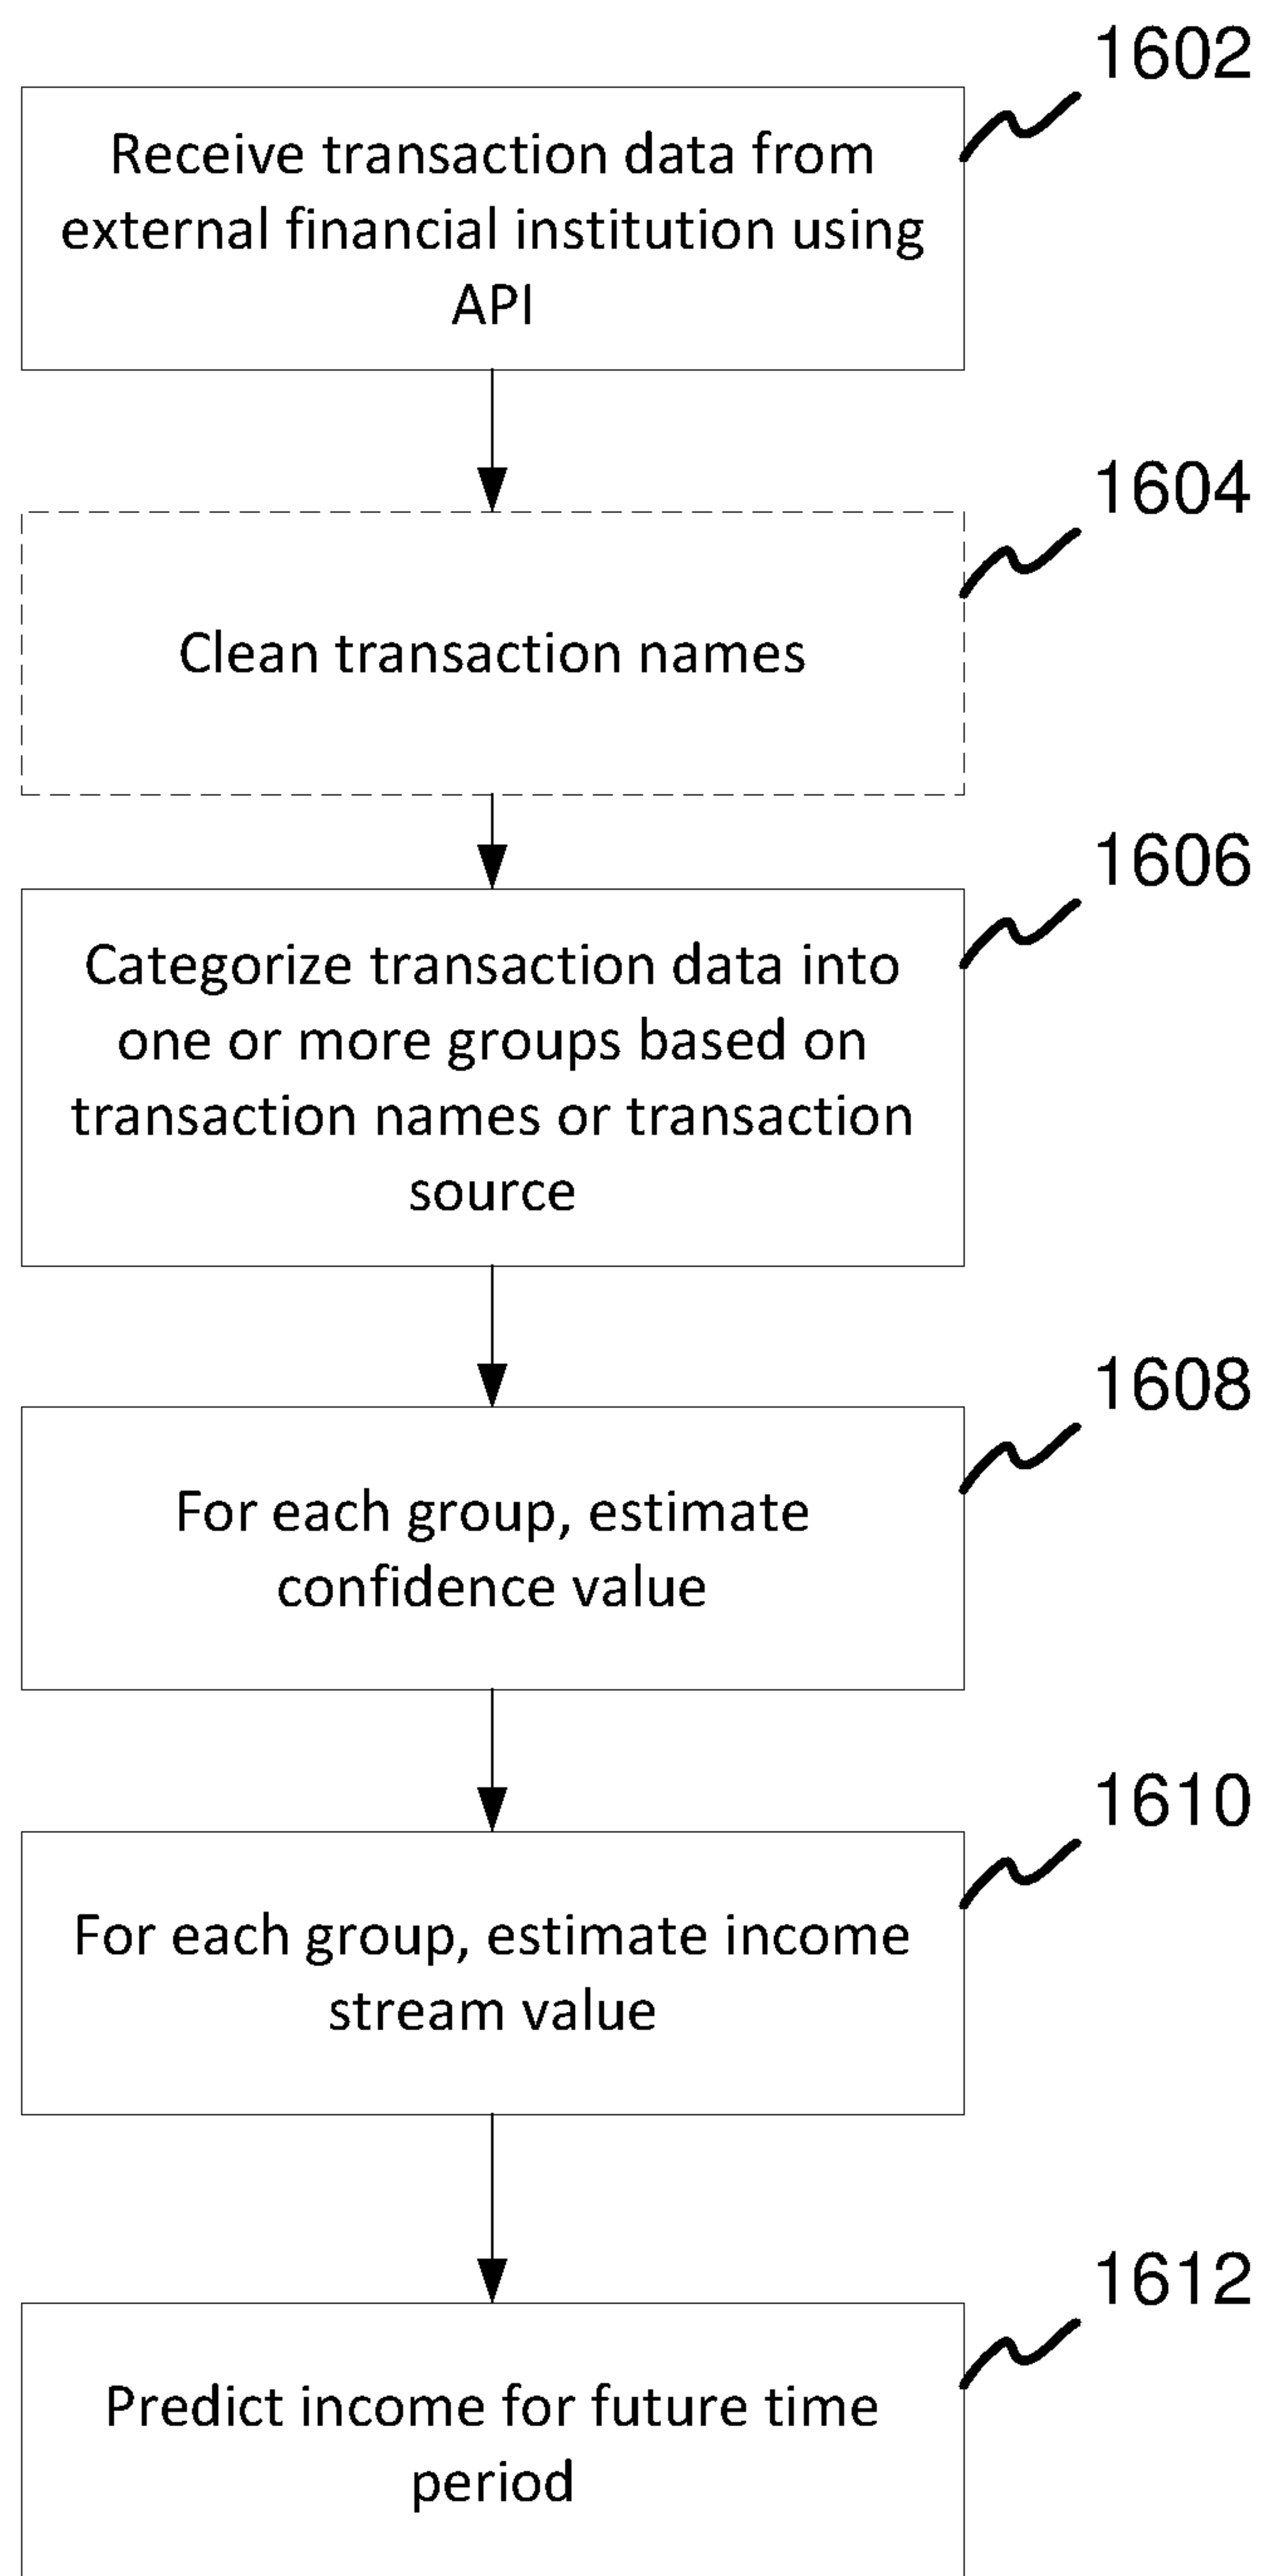 1602
Receive transaction data from
external financial institution using
API
1604
Clean transaction names
1606
Categorize transaction data into
one or more groups based on
transaction names or transaction
source
1608
For each group, estimate
confidence value
1610
For each group, estimate income
stream value
1612
Predict income for future time
period